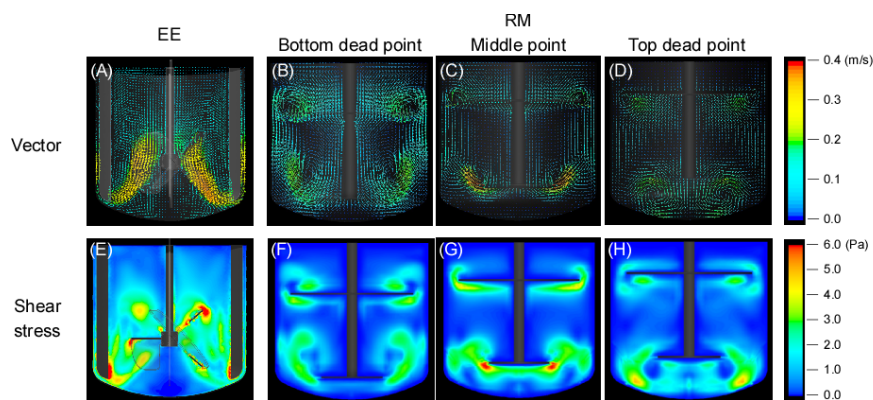 RM
EE
Bottom dead point
Middle point
Top dead point
(A)
(B)
(C)
(D)
0.4 (m/s)
0.3
Vector
0.2
0.1
0.0
(E)
(F)
(G)
(H)
6.0 (Pa)
5.0
4.0
Shear
stress
3.0
2.0
1.0
0.0